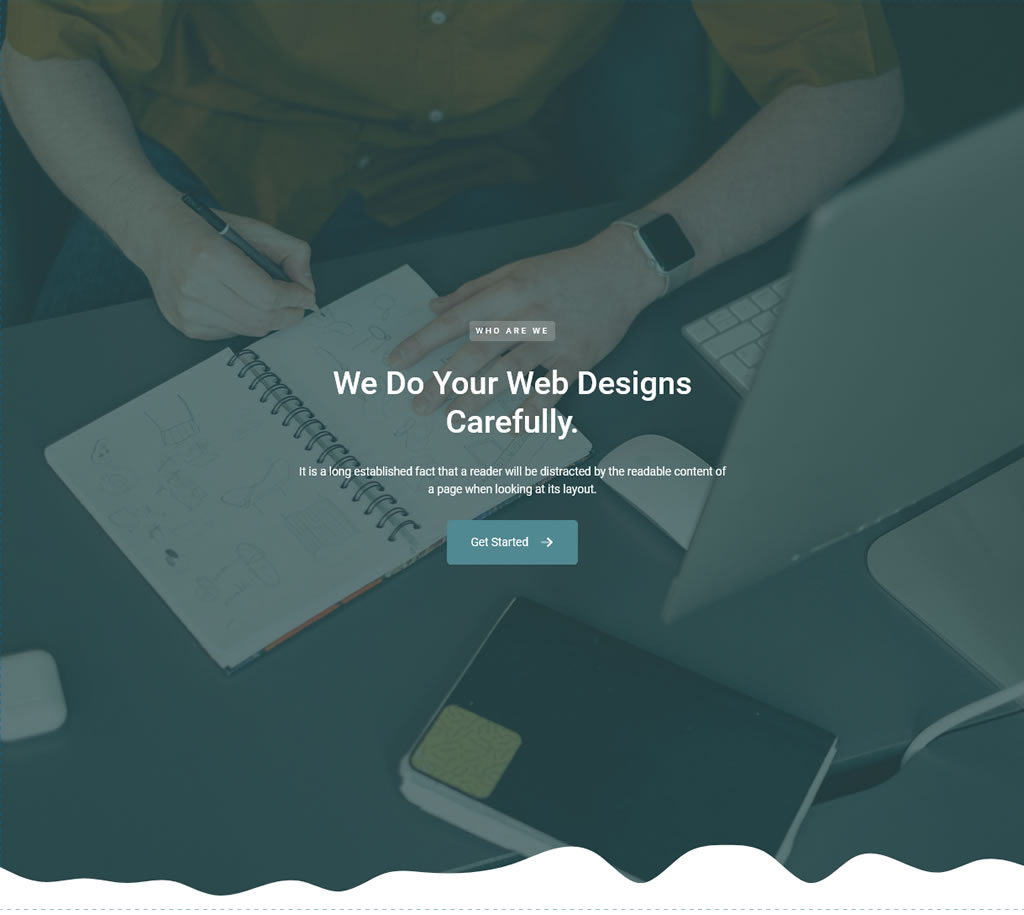 WHO ARE WE
We Do Your Web Designs
Carefully.
It is a long established fact that a reader will be distracted by the readable content of
a page when looking at its layout.
Get Started